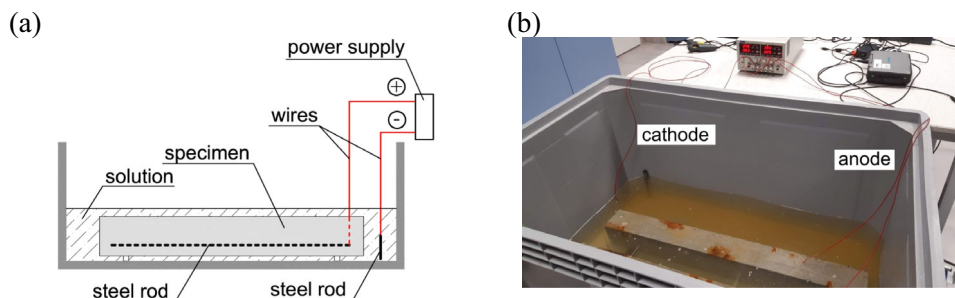 (a)
power supply
+
-
wires
specimen
solution
steel rod
steel rod
(b)
cathode
anode